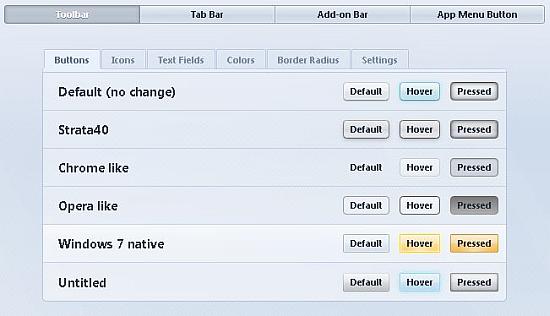 Toolbar Tab Bar Add-on Bar App Menu Button
Buttons Icons Text Fields Colors Border Radius Settings
Default (no change) Default Hover Pressed
Strata40 Default Hover Pressed
Chrome like Default Hover Pressed
Opera like Default Hover Pressed
Windows 7 native Default Hover Pressed
Untitled Default Hover Pressed